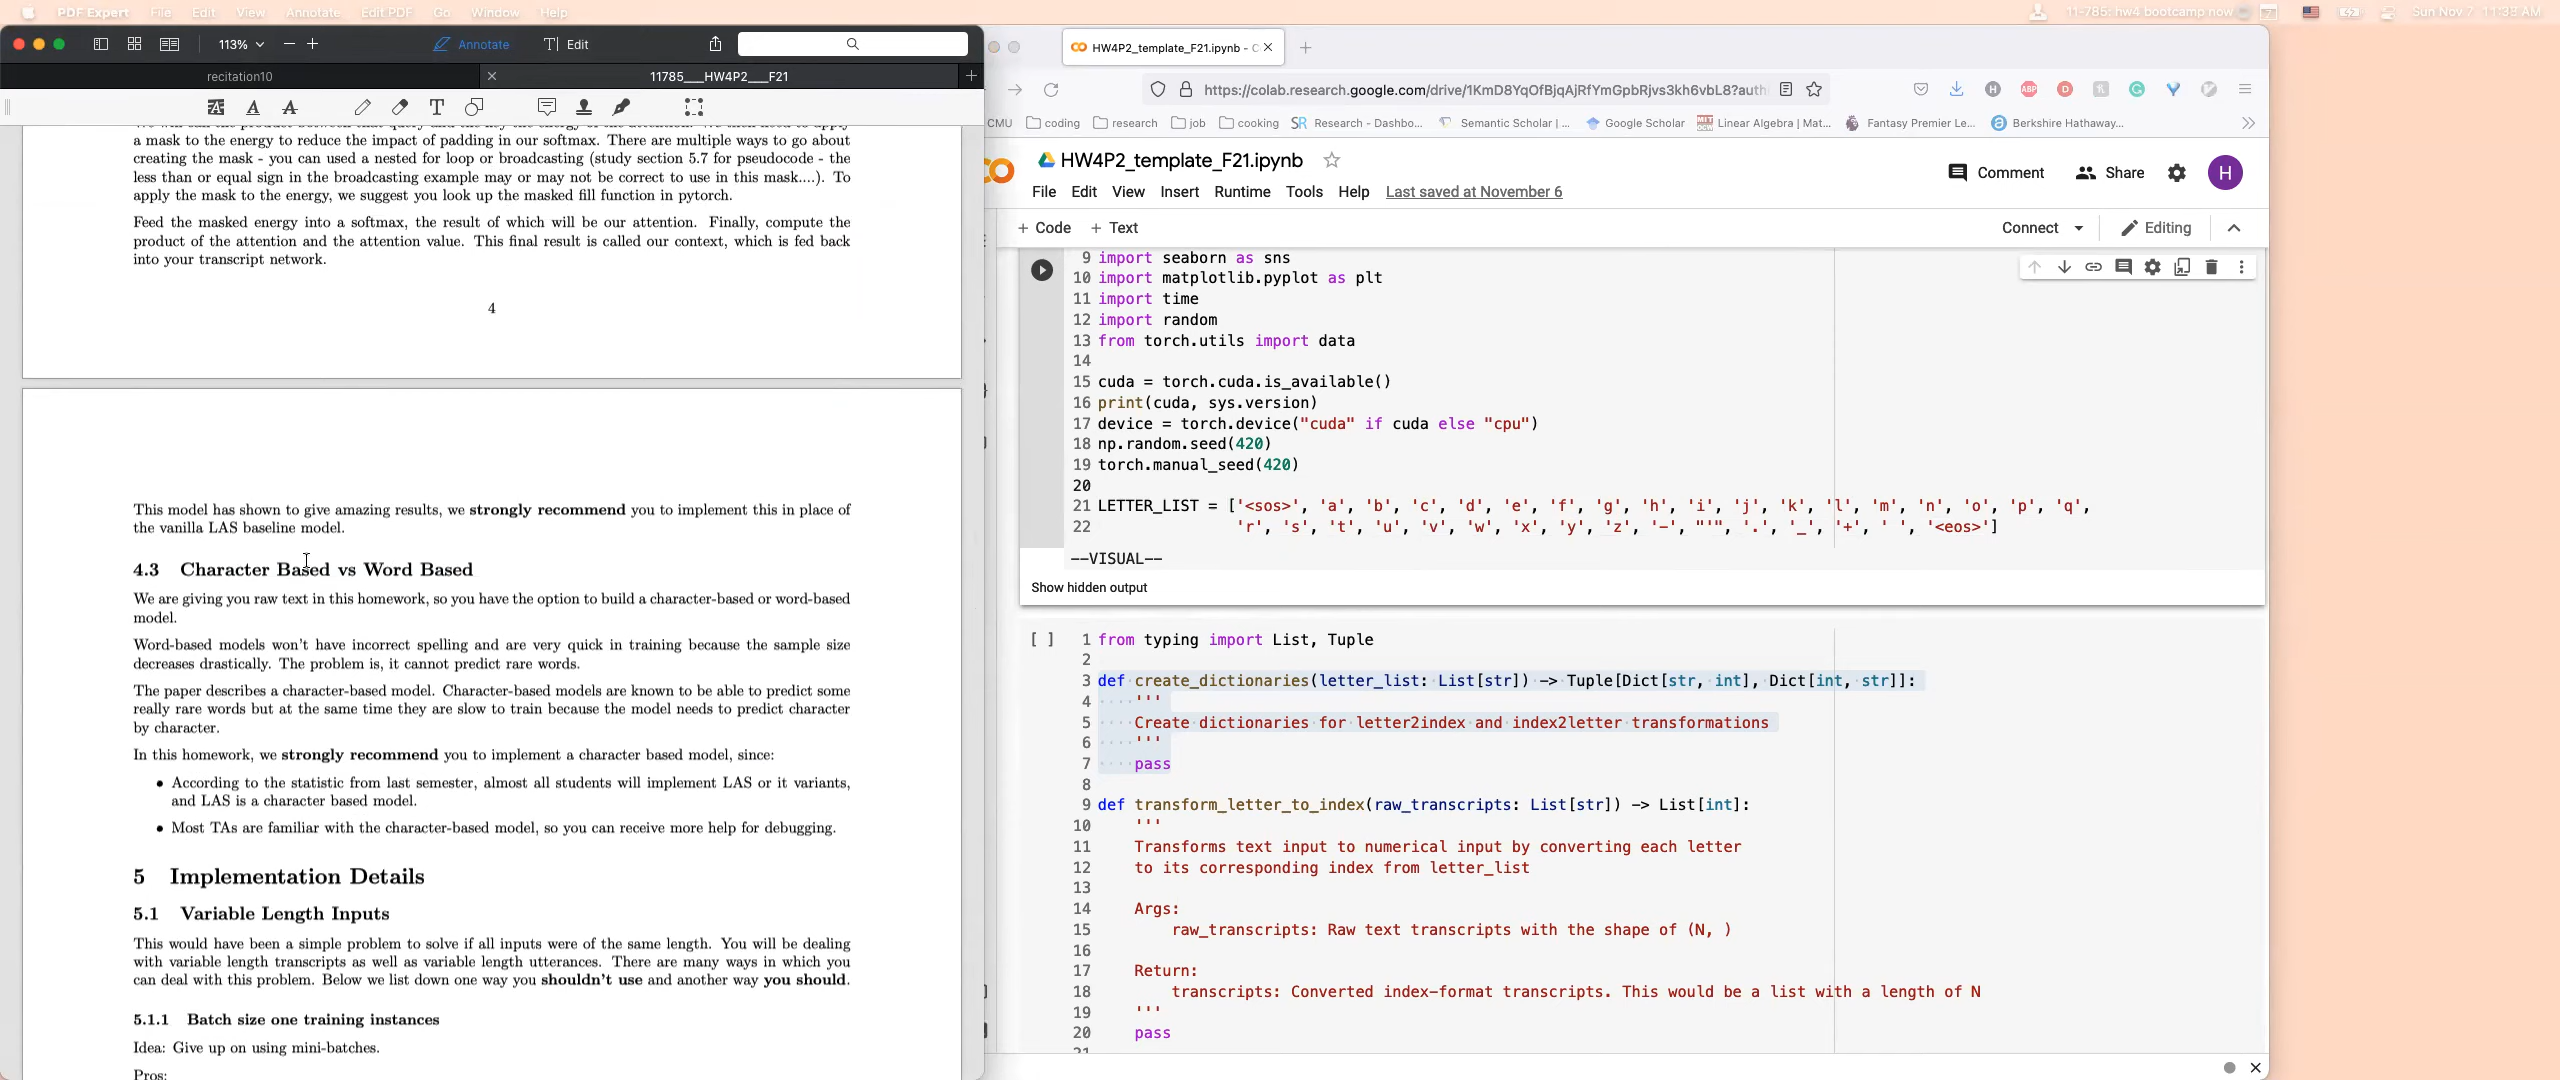 PDF Expert File Edit View Annotate Edit PDF Go Window Help
11-785: hw4 bootcamp now
Sun Nov 7 11:33 AM
113%
Annotate
T Edit
recitation10
11785___HW4P2___F21
a mask to the energy to reduce the impact of padding in our softmax. There are multiple ways to go about
creating the mask - you can used a nested for loop or broadcasting (study section 5.7 for pseudocode - the
less than or equal sign in the broadcasting example may or may not be correct to use in this mask....). To
apply the mask to the energy, we suggest you look up the masked fill function in pytorch.
Feed the masked energy into a softmax, the result of which will be our attention. Finally, compute the
product of the attention and the attention value. This final result is called our context, which is fed back
into your transcript network.
4
This model has shown to give amazing results, we strongly recommend you to implement this in place of
the vanilla LAS baseline model.
4.3 Character Based vs Word Based
We are giving you raw text in this homework, so you have the option to build a character-based or word-based
model.
Word-based models won't have incorrect spelling and are very quick in training because the sample size
decreases drastically. The problem is, it cannot predict rare words.
The paper describes a character-based model. Character-based models are known to be able to predict some
really rare words but at the same time they are slow to train because the model needs to predict character
by character.
In this homework, we strongly recommend you to implement a character based model, since:
• According to the statistic from last semester, almost all students will implement LAS or it variants,
and LAS is a character based model.
• Most TAs are familiar with the character-based model, so you can receive more help for debugging.
5 Implementation Details
5.1 Variable Length Inputs
This would have been a simple problem to solve if all inputs were of the same length. You will be dealing
with variable length transcripts as well as variable length utterances. There are many ways in which you
can deal with this problem. Below we list down one way you shouldn't use and another way you should.
5.1.1 Batch size one training instances
Idea: Give up on using mini-batches.
Pros:
HW4P2_template_F21.ipynb - C
https://colab.research.google.com/drive/1KmD8YqOfBjqAjRfYmGpbRjvs3kh6vbL8?auth
CMU coding research job cooking SR Research - Dashbo... Semantic Scholar | ... Google Scholar Linear Algebra | Mat... Fantasy Premier Le... Berkshire Hathaway...
HW4P2_template_F21.ipynb
Comment Share H
File Edit View Insert Runtime Tools Help Last saved at November 6
+ Code + Text
Connect Editing
9 import seaborn as sns
10 import matplotlib.pyplot as plt
11 import time
12 import random
13 from torch.utils import data
14
15 cuda = torch.cuda.is_available()
16 print(cuda, sys.version)
17 device = torch.device("cuda" if cuda else "cpu")
18 np.random.seed(420)
19 torch.manual_seed(420)
20
21 LETTER_LIST = ['<sos>', 'a', 'b', 'c', 'd', 'e', 'f', 'g', 'h', 'i', 'j', 'k', 'l', 'm', 'n', 'o', 'p', 'q',
22 'r', 's', 't', 'u', 'v', 'w', 'x', 'y', 'z', '-', "'", '.', '_', '+', ' ', '<eos>']
--VISUAL--
Show hidden output
[ ] 1 from typing import List, Tuple
2
3 def create_dictionaries(letter_list: List[str]) -> Tuple[Dict[str, int], Dict[int, str]]:
4 '''
5 Create dictionaries for letter2index and index2letter transformations
6 '''
7 pass
8
9 def transform_letter_to_index(raw_transcripts: List[str]) -> List[int]:
10 '''
11 Transforms text input to numerical input by converting each letter
12 to its corresponding index from letter_list
13
14 Args:
15 raw_transcripts: Raw text transcripts with the shape of (N, )
16
17 Return:
18 transcripts: Converted index-format transcripts. This would be a list with a length of N
19 '''
20 pass
21